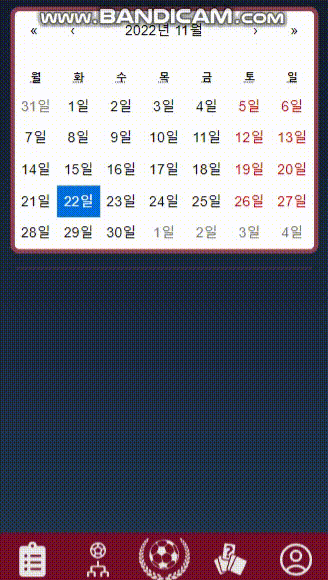 www.BANDICAM.com
« ‹ 2022년 11월 › »
월 화 수 목 금 토 일
31일 1일 2일 3일 4일 5일 6일
7일 8일 9일 10일 11일 12일 13일
14일 15일 16일 17일 18일 19일 20일
21일 22일 23일 24일 25일 26일 27일
28일 29일 30일 1일 2일 3일 4일
?